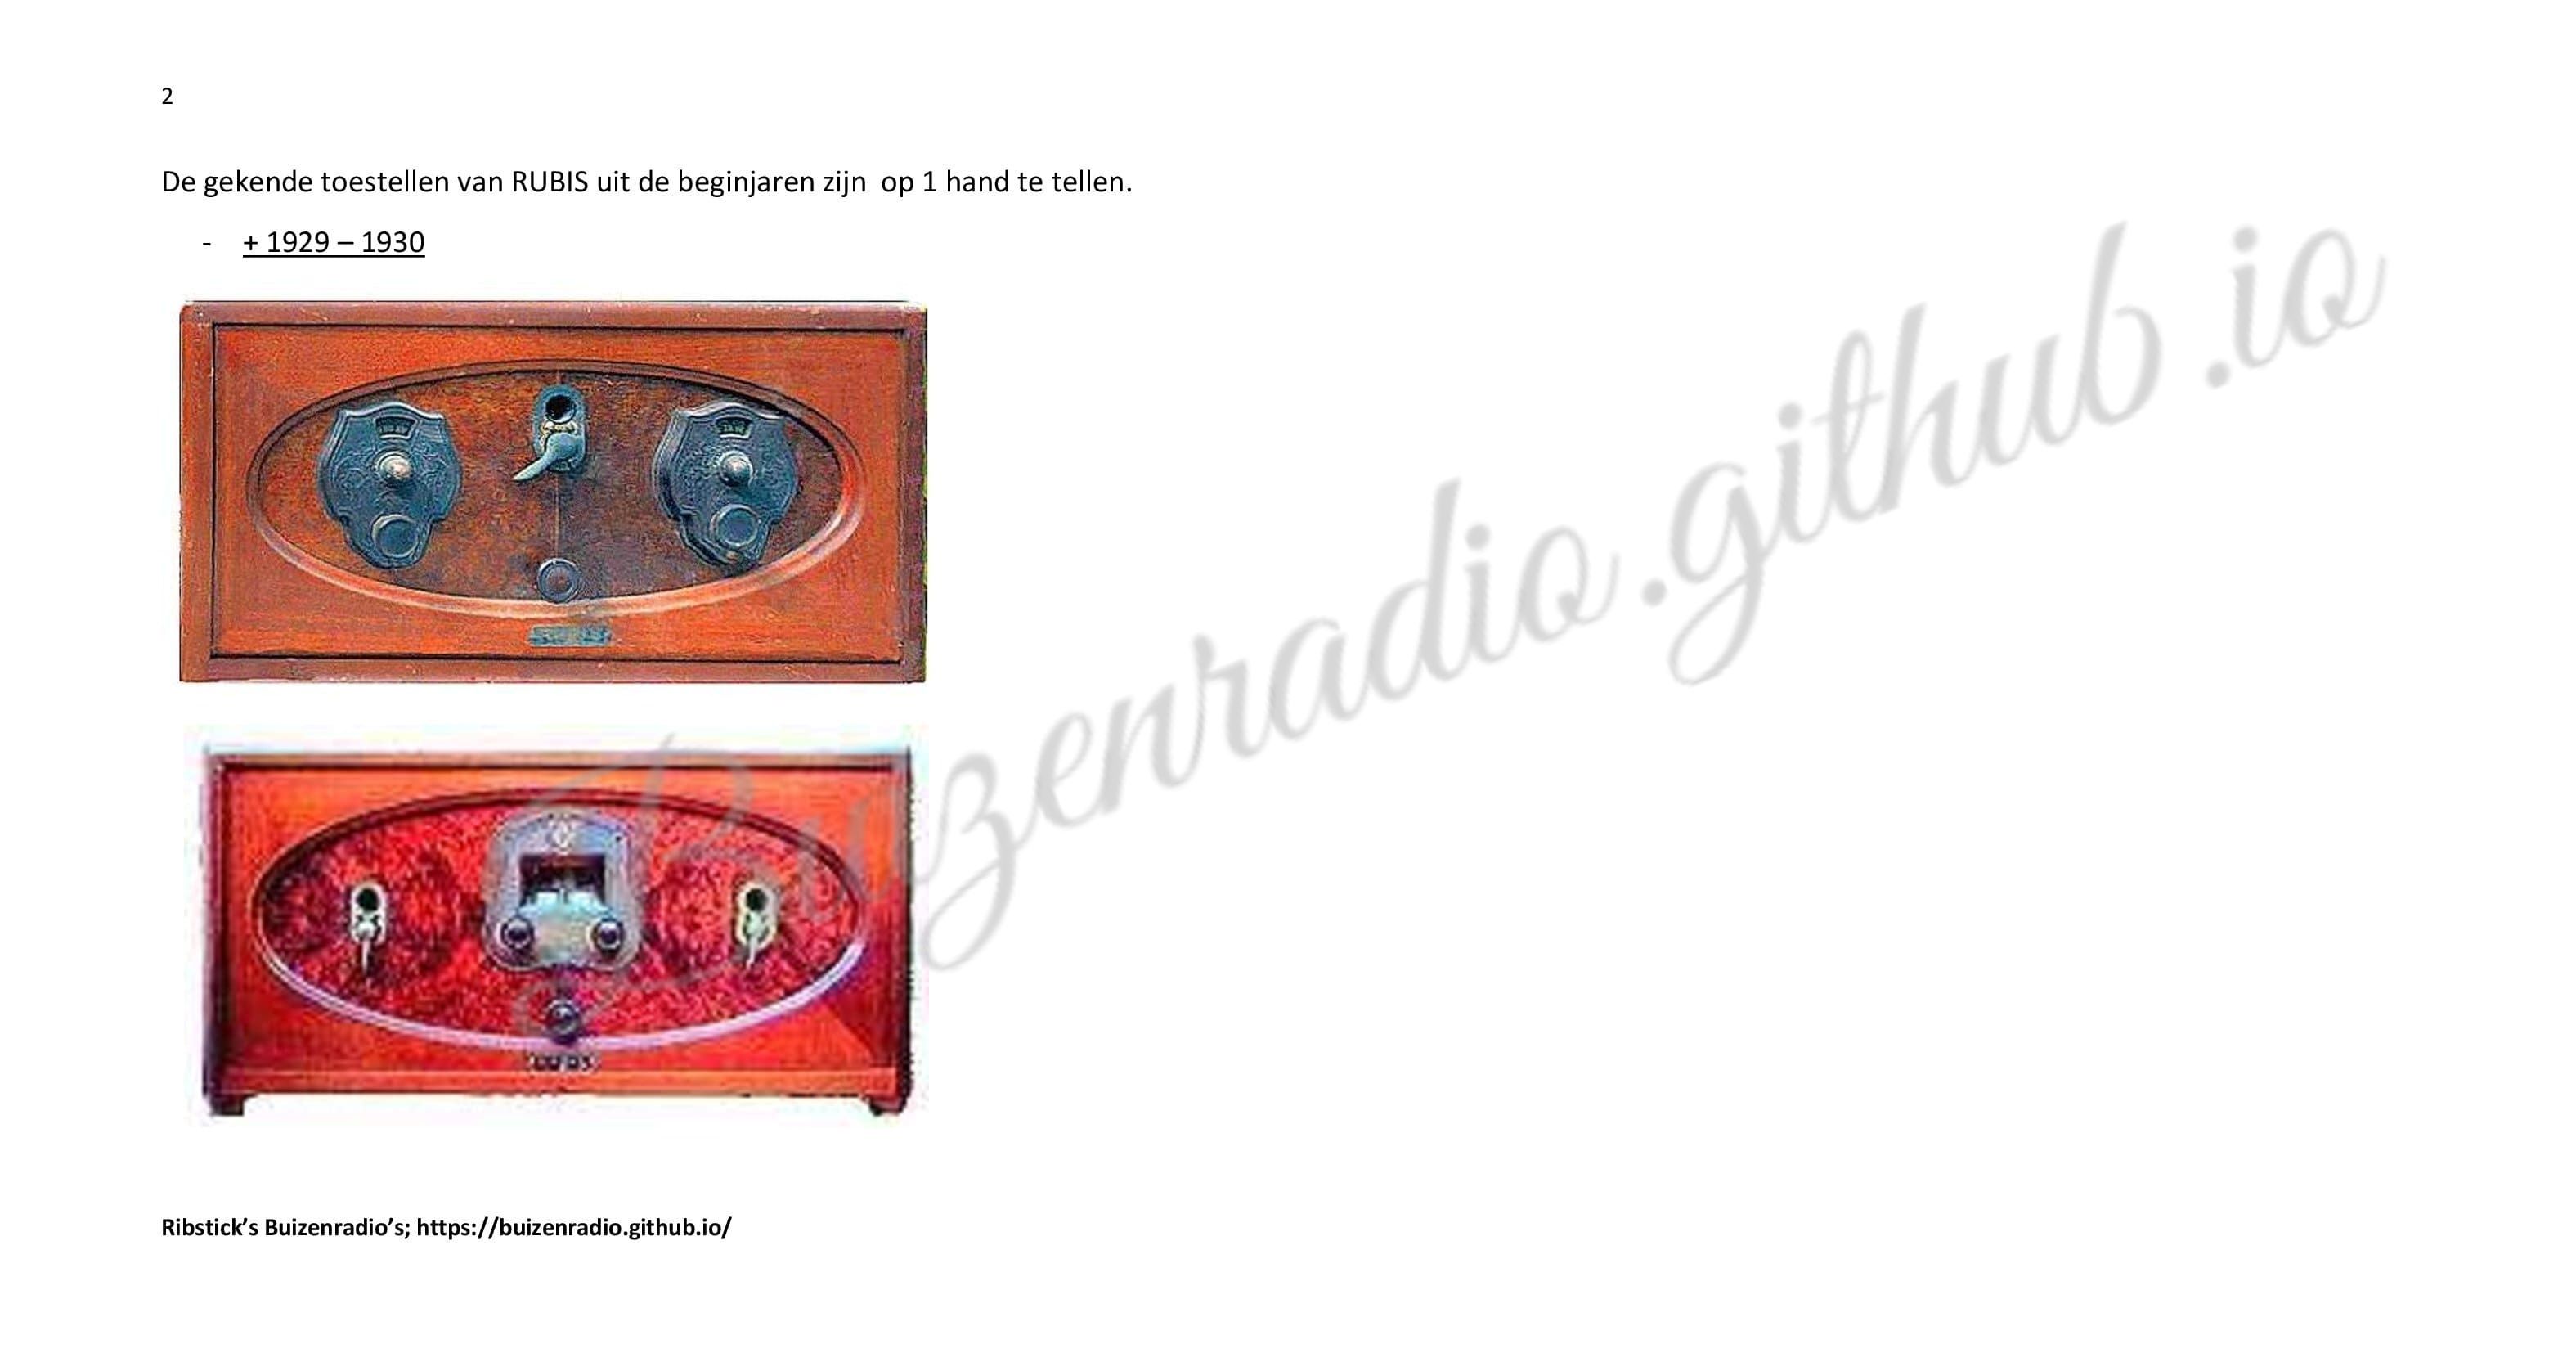 2
De gekende toestellen van RUBIS uit de beginjaren zijn  op 1 hand te tellen.
- + 1929 – 1930
Buizenradio.github.io
Ribstick’s Buizenradio’s; https://buizenradio.github.io/